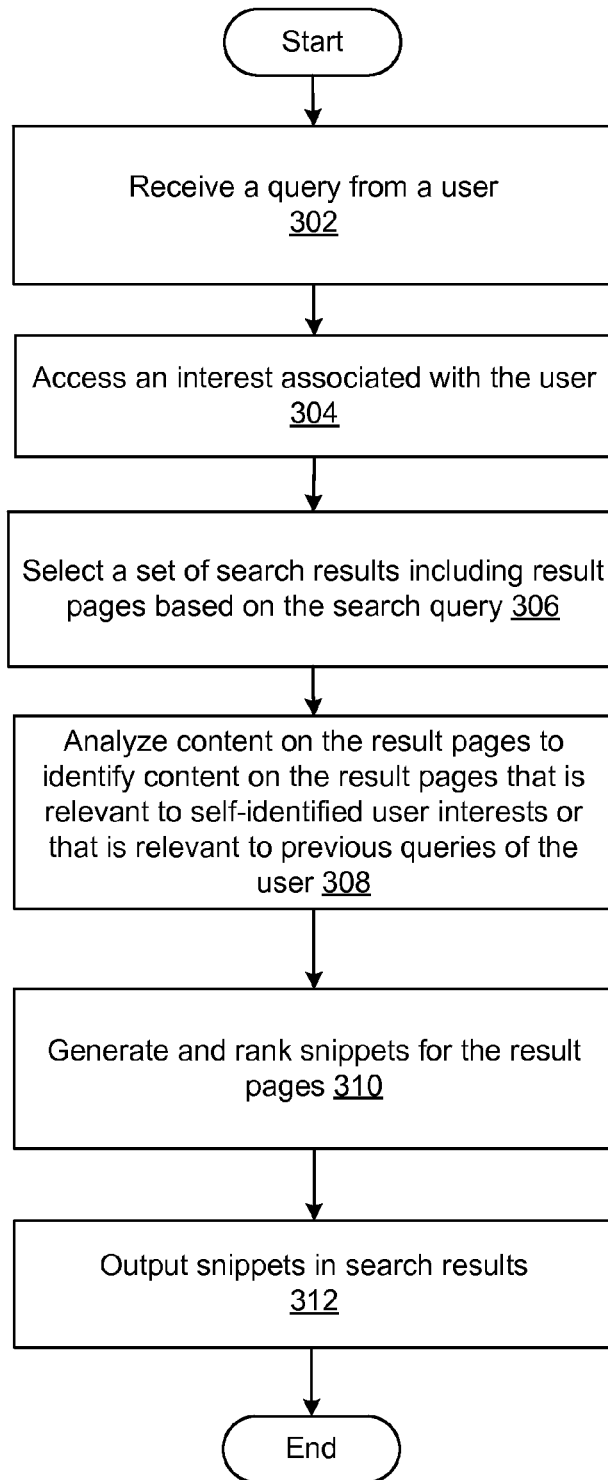 Start
Receive a query from a user
302
Access an interest associated with the user
304
Select a set of search results including result
pages based on the search query 306
Analyze content on the result pages to
identify content on the result pages that is
relevant to self-identified user interests or
that is relevant to previous queries of the
user 308
Generate and rank snippets for the result
pages 310
Output snippets in search results
312
End